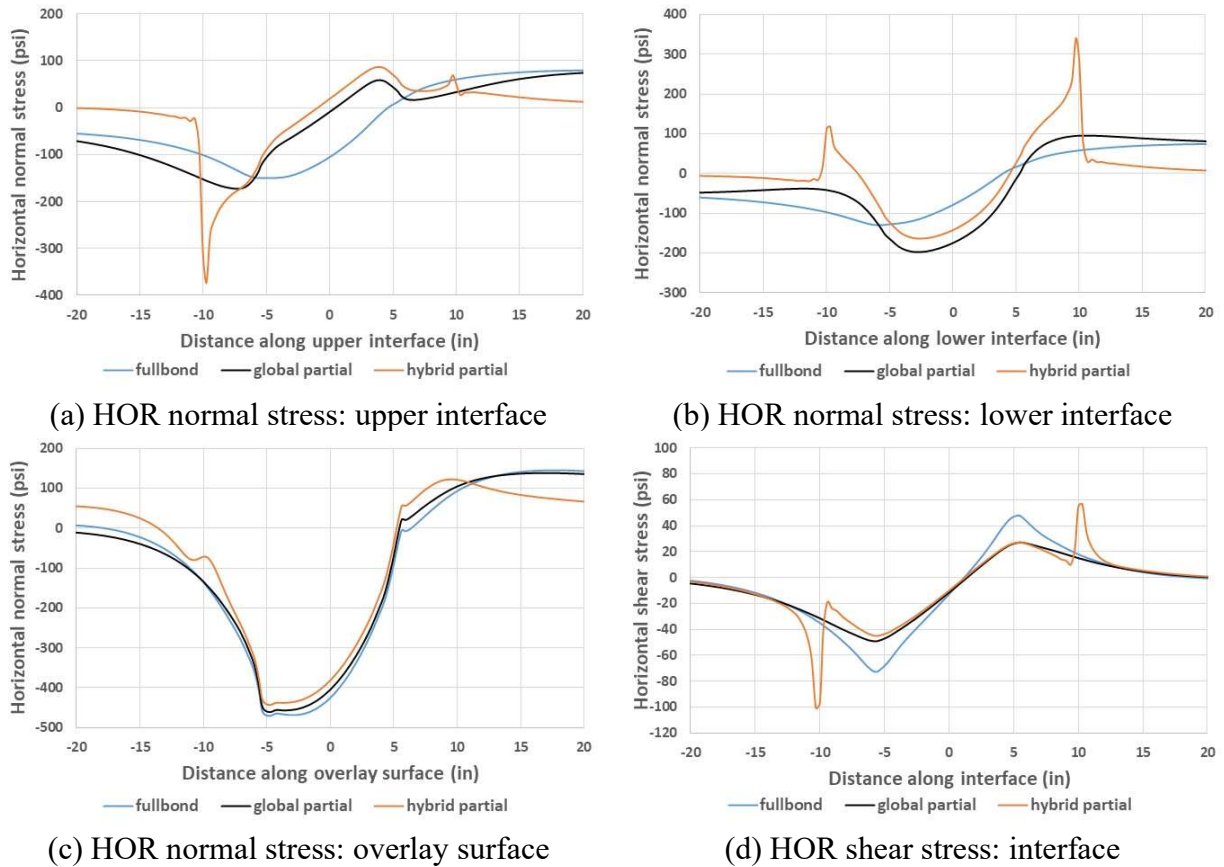 Horizontal normal stress (psi)
200
100
0
-100
-200
-300
-400
-20 -15 -10 -5 0 5 10 15 20
Distance along upper interface (in)
fullbond global partial hybrid partial
(a) HOR normal stress: upper interface
Horizontal normal stress (psi)
400
300
200
100
0
-100
-200
-300
-20 -15 -10 -5 0 5 10 15 20
Distance along lower interface (in)
fullbond global partial hybrid partial
(b) HOR normal stress: lower interface
Horizontal normal stress (psi)
200
100
0
-100
-200
-300
-400
-500
-20 -15 -10 -5 0 5 10 15 20
Distance along overlay surface (in)
fullbond global partial hybrid partial
(c) HOR normal stress: overlay surface
Horizontal shear stress (psi)
100
80
60
40
20
0
-20
-40
-60
-80
-100
-120
-20 -15 -10 -5 0 5 10 15 20
Distance along interface (in)
fullbond global partial hybrid partial
(d) HOR shear stress: interface